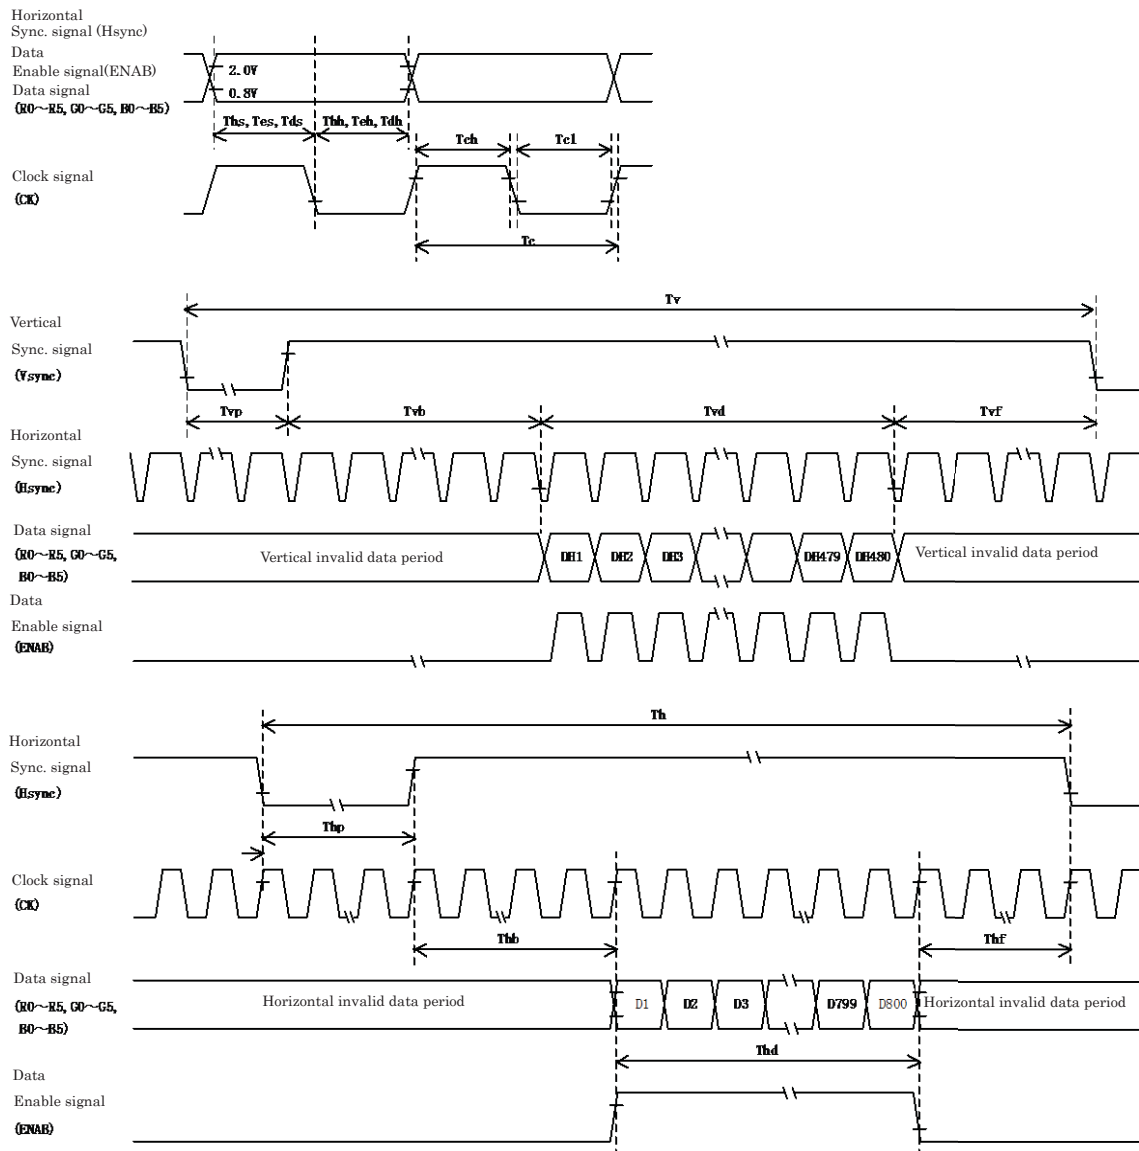 Horizontal
Sync. signal (Hsync)
Data
Enable signal(ENAB)
Data signal
(R0～R5, G0～G5, B0～B5)
2.0V
0.8V
Ths, Tes, Tds
Thh, Teh, Tdh
Tch
Tcl
Clock signal
(CK)
Tc
Tv
Vertical
Sync. signal
(Vsync)
Tvp
Tvb
Tvd
Tvf
Horizontal
Sync. signal
(Hsync)
Data signal
(R0～R5, G0～G5,
B0～B5)
Vertical invalid data period
DH1
DH2
DH3
DH479
DH480
Vertical invalid data period
Data
Enable signal
(ENAB)
Th
Horizontal
Sync. signal
(Hsync)
Thp
Clock signal
(CK)
Thb
Thf
Data signal
(R0～R5, G0～G5,
B0～B5)
Horizontal invalid data period
D1
D2
D3
D799
D800
Horizontal invalid data period
Thd
Data
Enable signal
(ENAB)